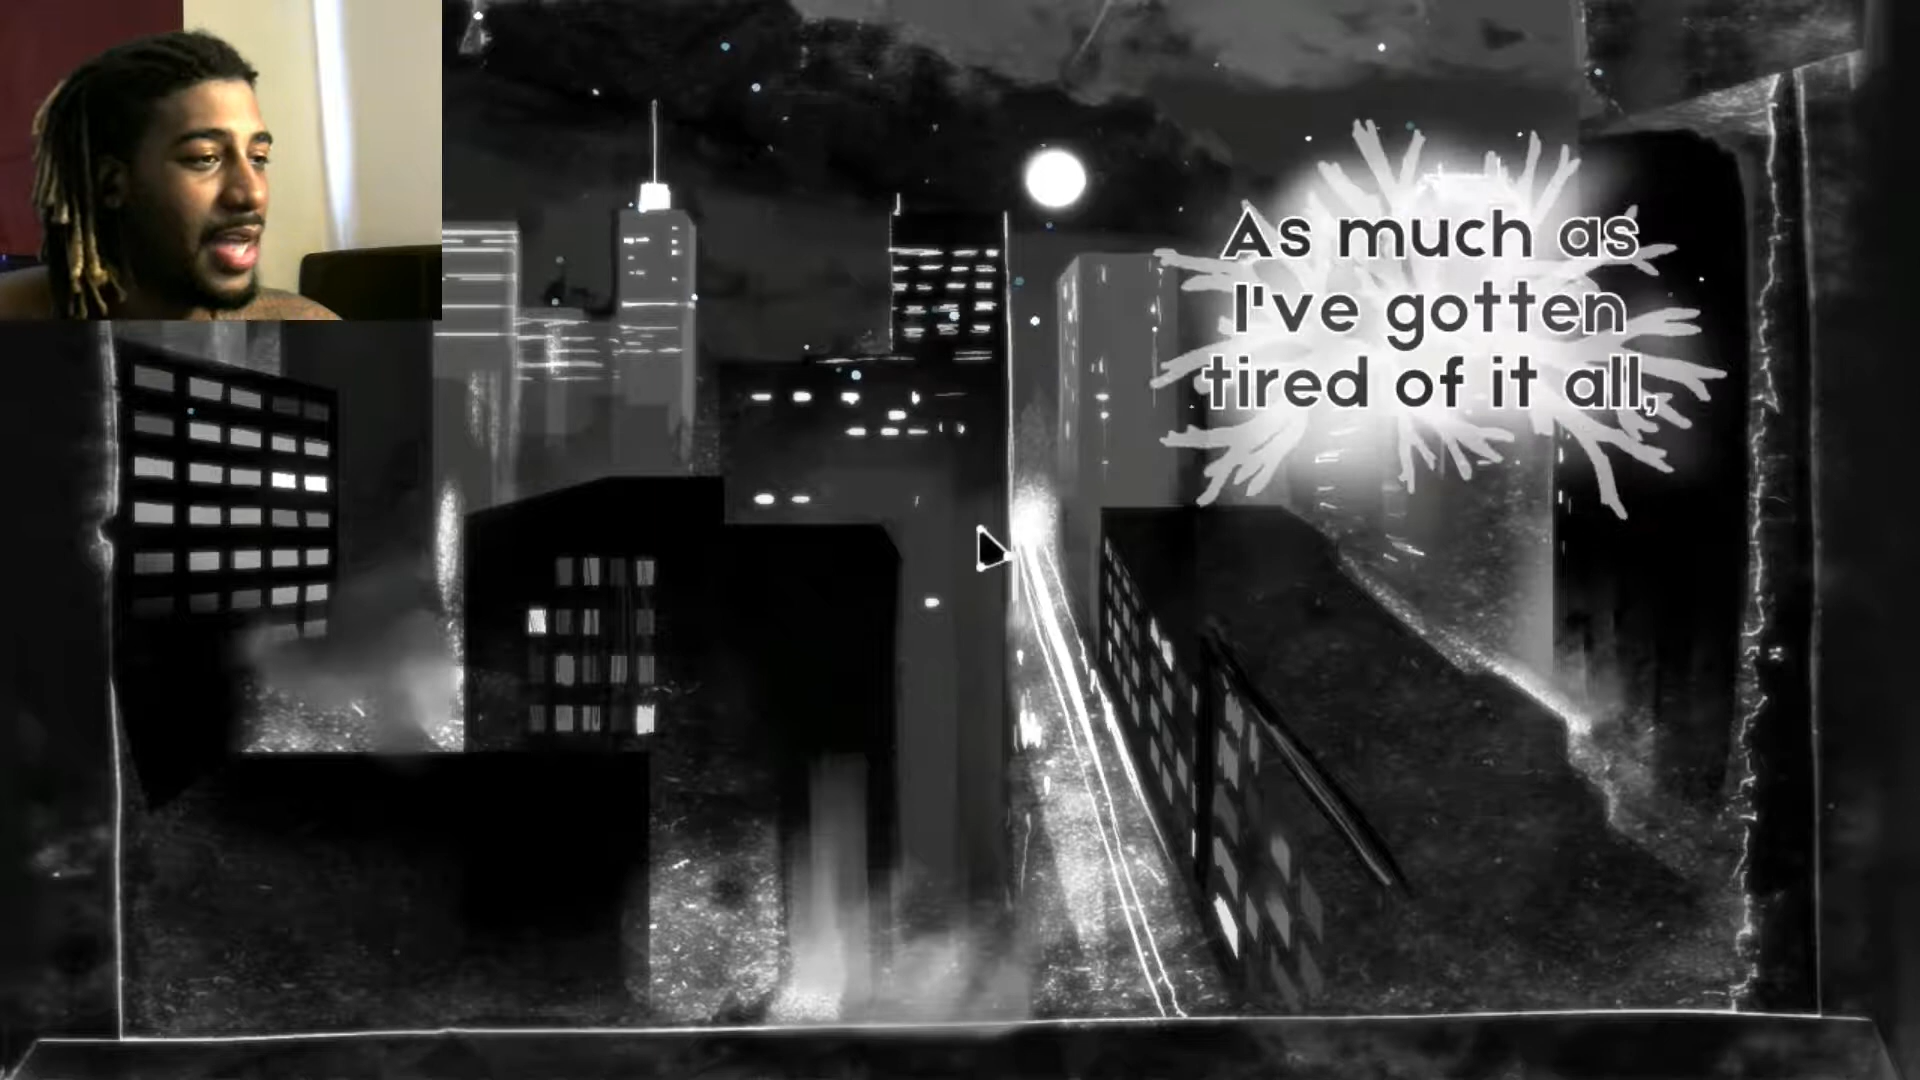 As much as
I've gotten
tired of it all,